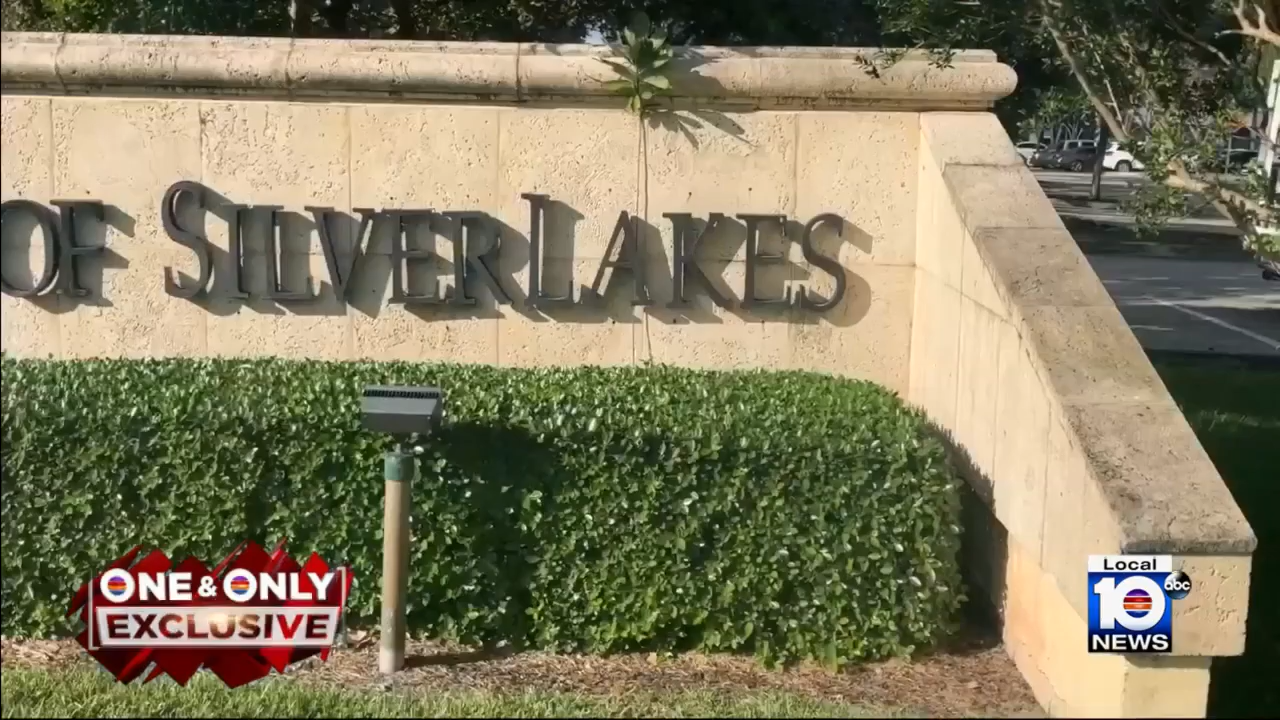 OF SILVERLAKES
ONE & ONLY
EXCLUSIVE
Local
10
abc
NEWS